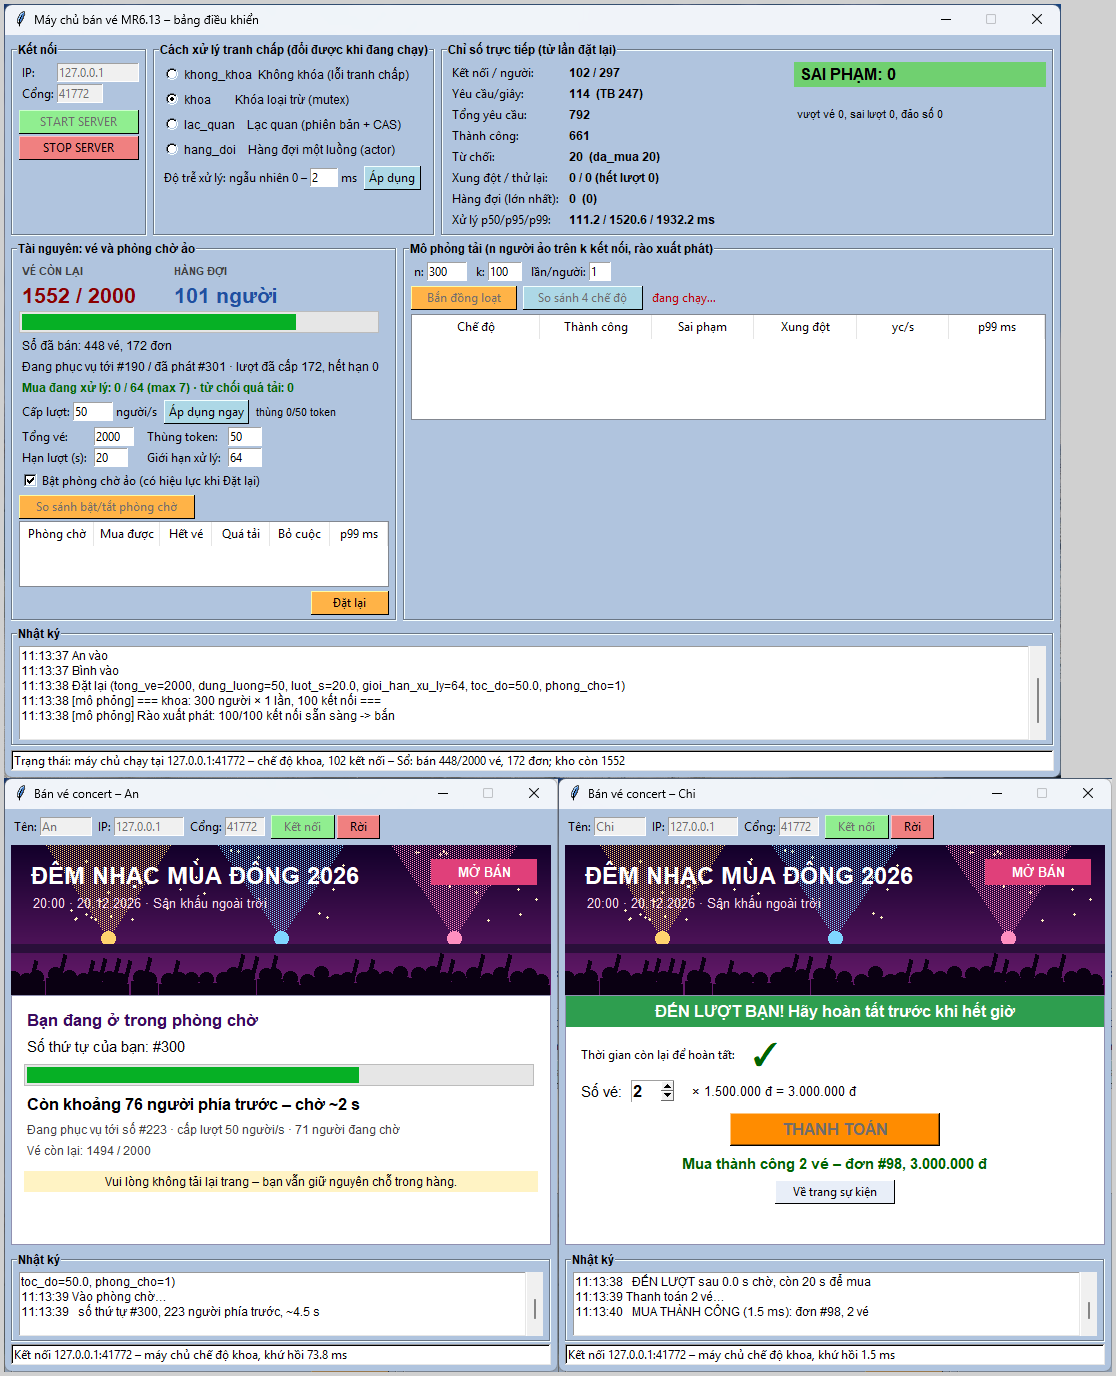 Máy chủ bán vé MR6.13 – bảng điều khiển
Kết nối
IP: 127.0.0.1
Cổng: 41772
START SERVER
STOP SERVER
Cách xử lý tranh chấp (đổi được khi đang chạy)
khong_khoa Không khóa (lỗi tranh chấp)
khoa Khóa loại trừ (mutex)
lac_quan Lạc quan (phiên bản + CAS)
hang_doi Hàng đợi một luồng (actor)
Độ trễ xử lý: ngẫu nhiên 0 – 2 ms Áp dụng
Chỉ số trực tiếp (từ lần đặt lại)
Kết nối / người: 102 / 297
Yêu cầu/giây: 114 (TB 247)
Tổng yêu cầu: 792
Thành công: 661
Từ chối: 20 (da_mua 20)
Xung đột / thử lại: 0 / 0 (hết lượt 0)
Hàng đợi (lớn nhất): 0 (0)
Xử lý p50/p95/p99: 111.2 / 1520.6 / 1932.2 ms
SAI PHẠM: 0
vượt vé 0, sai lượt 0, đảo số 0
Tài nguyên: vé và phòng chờ ảo
VÉ CÒN LẠI HÀNG ĐỢI
1552 / 2000 101 người
Sổ đã bán: 448 vé, 172 đơn
Đang phục vụ tới #190 / đã phát #301 · lượt đã cấp 172, hết hạn 0
Mua đang xử lý: 0 / 64 (max 7) · từ chối quá tải: 0
Cấp lượt: 50 người/s Áp dụng ngay thùng 0/50 token
Tổng vé: 2000 Thùng token: 50
Hạn lượt (s): 20 Giới hạn xử lý: 64
Bật phòng chờ ảo (có hiệu lực khi Đặt lại)
So sánh bật/tắt phòng chờ
Phòng chờ Mua được Hết vé Quá tải Bỏ cuộc p99 ms
Đặt lại
Mô phỏng tải (n người ảo trên k kết nối, rào xuất phát)
n: 300 k: 100 lần/người: 1
Bắn đồng loạt So sánh 4 chế độ đang chạy...
Chế độ Thành công Sai phạm Xung đột yc/s p99 ms
Nhật ký
11:13:37 An vào
11:13:37 Bình vào
11:13:38 Đặt lại (tong_ve=2000, dung_luong=50, luot_s=20.0, gioi_han_xu_ly=64, toc_do=50.0, phong_cho=1)
11:13:38 [mô phỏng] === khoa: 300 người × 1 lần, 100 kết nối ===
11:13:38 [mô phỏng] Rào xuất phát: 100/100 kết nối sẵn sàng -> bắn
Trạng thái: máy chủ chạy tại 127.0.0.1:41772 – chế độ khoa, 102 kết nối – Sổ: bán 448/2000 vé, 172 đơn; kho còn 1552
Bán vé concert – An
Tên: An IP: 127.0.0.1 Cổng: 41772 Kết nối Rời
ĐÊM NHẠC MÙA ĐÔNG 2026
MỞ BÁN
20:00 · 20.12.2026 · Sân khấu ngoài trời
Bạn đang ở trong phòng chờ
Số thứ tự của bạn: #300
Còn khoảng 76 người phía trước – chờ ~2 s
Đang phục vụ tới số #223 · cấp lượt 50 người/s · 71 người đang chờ
Vé còn lại: 1494 / 2000
Vui lòng không tải lại trang – bạn vẫn giữ nguyên chỗ trong hàng.
Nhật ký
toc_do=50.0, phong_cho=1)
11:13:39 Vào phòng chờ...
11:13:39 số thứ tự #300, 223 người phía trước, ~4.5 s
Kết nối 127.0.0.1:41772 – máy chủ chế độ khoa, khứ hồi 73.8 ms
Bán vé concert – Chi
Tên: Chi IP: 127.0.0.1 Cổng: 41772 Kết nối Rời
ĐÊM NHẠC MÙA ĐÔNG 2026
MỞ BÁN
20:00 · 20.12.2026 · Sân khấu ngoài trời
ĐẾN LƯỢT BẠN! Hãy hoàn tất trước khi hết giờ
Thời gian còn lại để hoàn tất: ✓
Số vé: 2 × 1.500.000 đ = 3.000.000 đ
THANH TOÁN
Mua thành công 2 vé – đơn #98, 3.000.000 đ
Về trang sự kiện
Nhật ký
11:13:38 ĐẾN LƯỢT sau 0.0 s chờ, còn 20 s để mua
11:13:39 Thanh toán 2 vé...
11:13:40 MUA THÀNH CÔNG (1.5 ms): đơn #98, 2 vé
Kết nối 127.0.0.1:41772 – máy chủ chế độ khoa, khứ hồi 1.5 ms